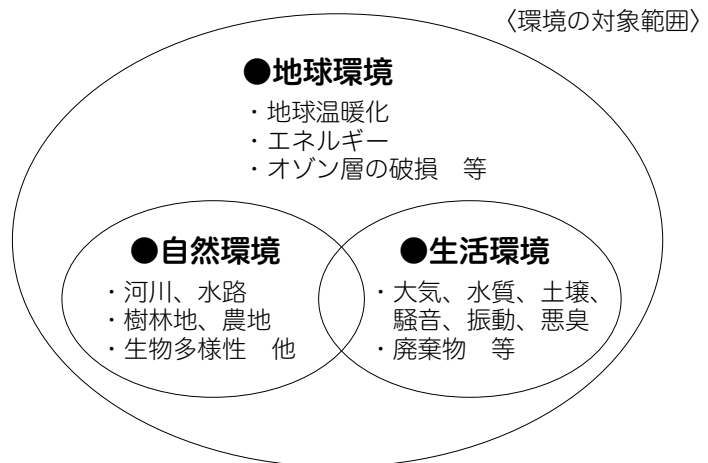 〈環境の対象範囲〉
●地球環境
・地球温暖化
・エネルギー
・オゾン層の破損　等
●自然環境
・河川、水路
・樹林地、農地
・生物多様性　他
●生活環境
・大気、水質、土壌、
騒音、振動、悪臭
・廃棄物　等